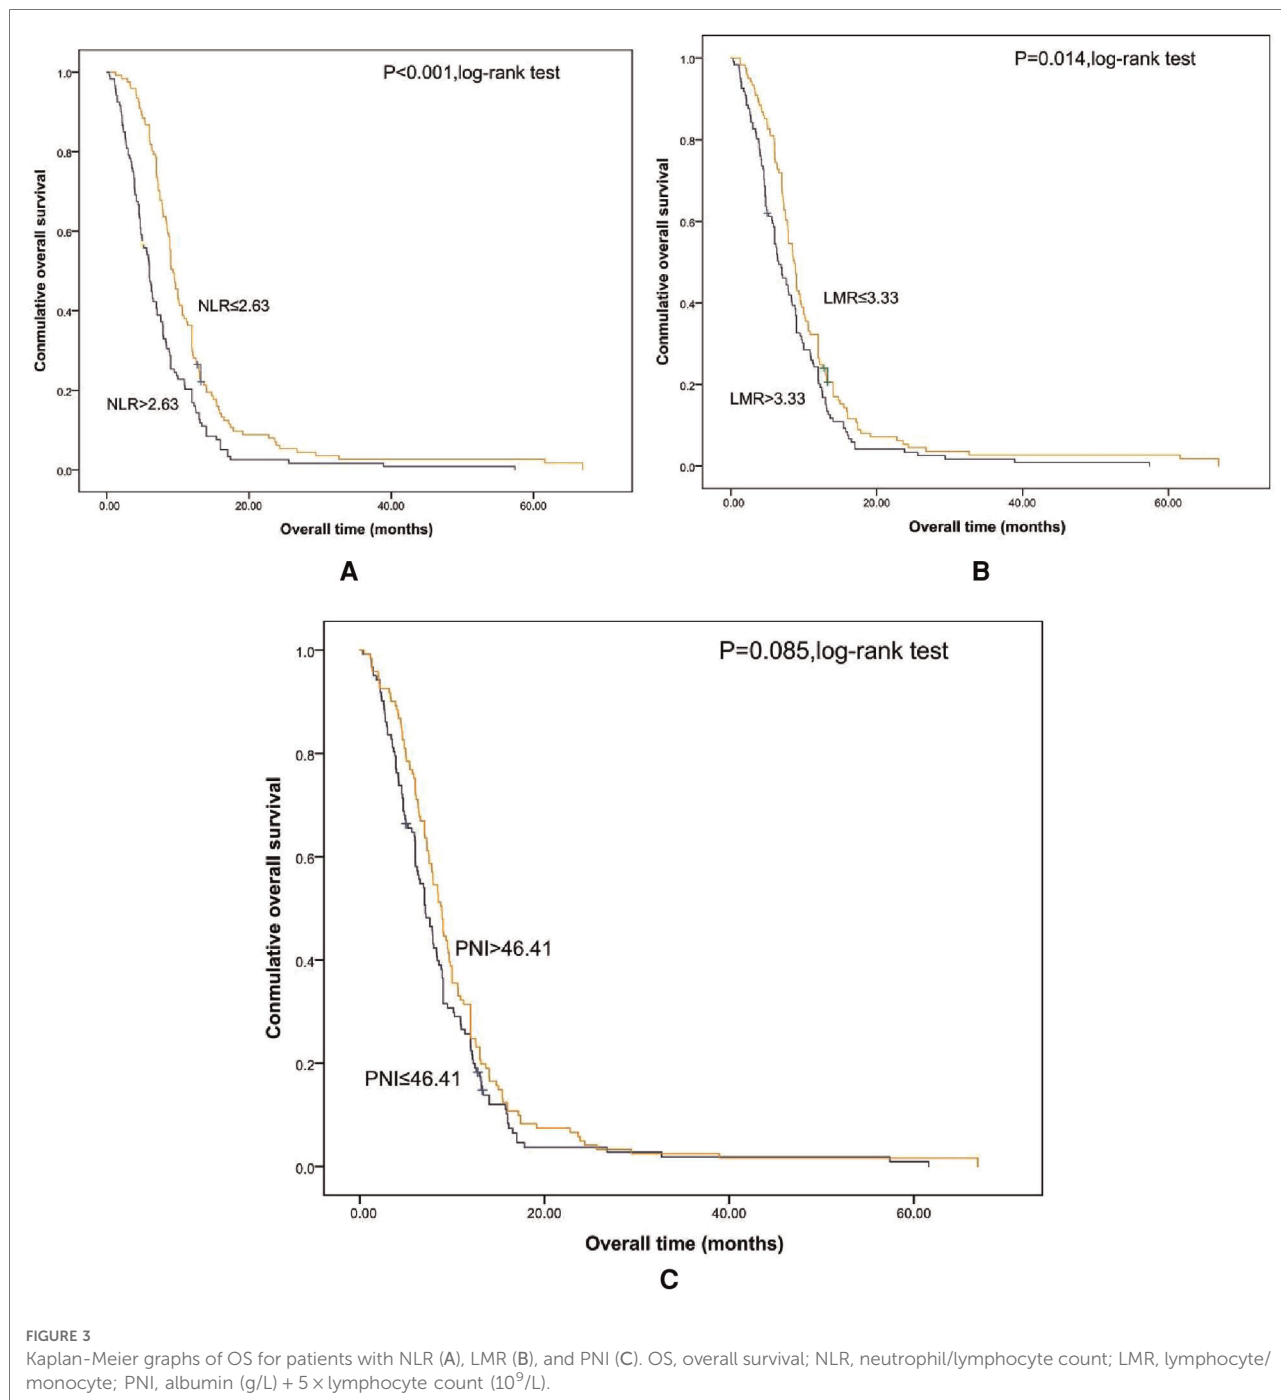 P<0.001,log-rank test
1.0
0.8
0.6
0.4
0.2
0.0
Conmulative overall survival
NLR≤2.63
NLR>2.63
0.00 20.00 40.00 60.00
Overall time (months)
A
P=0.014,log-rank test
1.0
0.8
0.6
0.4
0.2
0.0
Conmulative overall survival
LMR≤3.33
LMR>3.33
0.00 20.00 40.00 60.00
Overall time (months)
B
P=0.085,log-rank test
1.0
0.8
0.6
0.4
0.2
0.0
Conmulative overall survival
PNI>46.41
PNI≤46.41
0.00 20.00 40.00 60.00
Overall time (months)
C
FIGURE 3
Kaplan-Meier graphs of OS for patients with NLR (A), LMR (B), and PNI (C). OS, overall survival; NLR, neutrophil/lymphocyte count; LMR, lymphocyte/
monocyte; PNI, albumin (g/L) + 5 × lymphocyte count (10⁹/L).